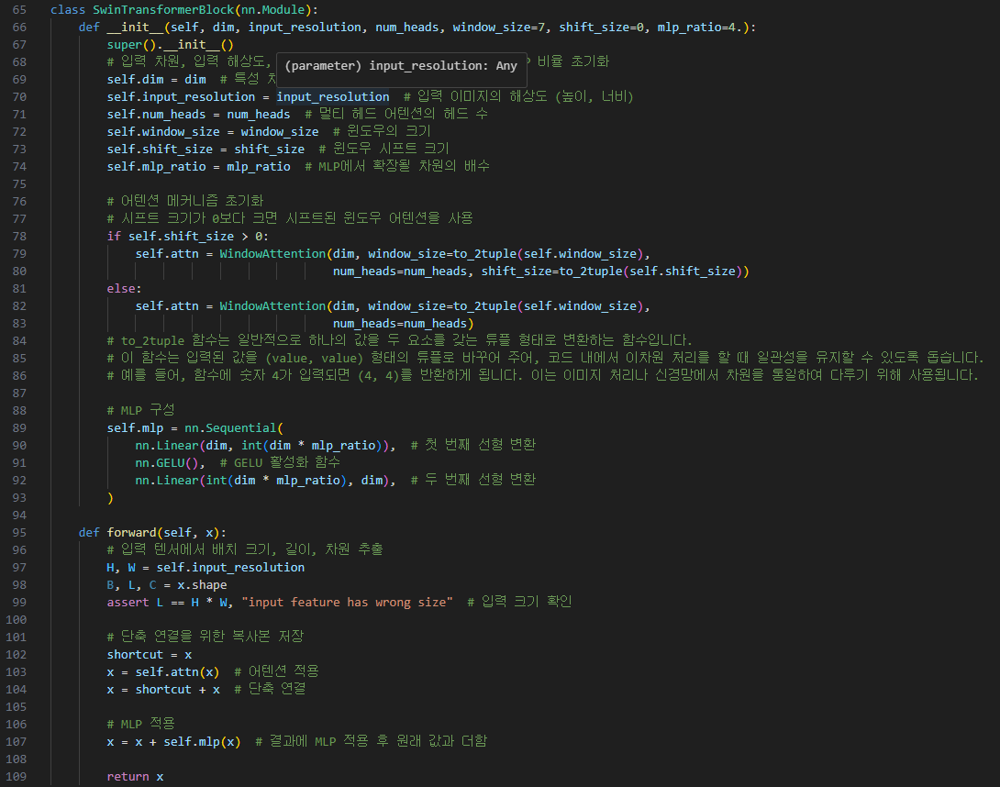 65 class SwinTransformerBlock(nn.Module):
66     def __init__(self, dim, input_resolution, num_heads, window_size=7, shift_size=0, mlp_ratio=4.):
67         super().__init__()
68         # 입력 차원, 입력 해상도, 비율 초기화
(parameter) input_resolution: Any
69         self.dim = dim  # 특성
70         self.input_resolution = input_resolution  # 입력 이미지의 해상도 (높이, 너비)
71         self.num_heads = num_heads  # 멀티 헤드 어텐션의 헤드 수
72         self.window_size = window_size  # 윈도우의 크기
73         self.shift_size = shift_size  # 윈도우 시프트 크기
74         self.mlp_ratio = mlp_ratio  # MLP에서 확장될 차원의 배수
75
76         # 어텐션 메커니즘 초기화
77         # 시프트 크기가 0보다 크면 시프트된 윈도우 어텐션을 사용
78         if self.shift_size > 0:
79             self.attn = WindowAttention(dim, window_size=to_2tuple(self.window_size),
80                                         num_heads=num_heads, shift_size=to_2tuple(self.shift_size))
81         else:
82             self.attn = WindowAttention(dim, window_size=to_2tuple(self.window_size),
83                                         num_heads=num_heads)
84         # to_2tuple 함수는 일반적으로 하나의 값을 두 요소를 갖는 튜플 형태로 변환하는 함수입니다.
85         # 이 함수는 입력된 값을 (value, value) 형태의 튜플로 바꾸어 주어, 코드 내에서 이차원 처리를 할 때 일관성을 유지할 수 있도록 돕습니다.
86         # 예를 들어, 함수에 숫자 4가 입력되면 (4, 4)를 반환하게 됩니다. 이는 이미지 처리나 신경망에서 차원을 통일하여 다루기 위해 사용됩니다.
87
88         # MLP 구성
89         self.mlp = nn.Sequential(
90             nn.Linear(dim, int(dim * mlp_ratio)),  # 첫 번째 선형 변환
91             nn.GELU(),  # GELU 활성화 함수
92             nn.Linear(int(dim * mlp_ratio), dim),  # 두 번째 선형 변환
93         )
94
95     def forward(self, x):
96         # 입력 텐서에서 배치 크기, 길이, 차원 추출
97         H, W = self.input_resolution
98         B, L, C = x.shape
99         assert L == H * W, "input feature has wrong size"  # 입력 크기 확인
100
101         # 단축 연결을 위한 복사본 저장
102         shortcut = x
103         x = self.attn(x)  # 어텐션 적용
104         x = shortcut + x  # 단축 연결
105
106         # MLP 적용
107         x = x + self.mlp(x)  # 결과에 MLP 적용 후 원래 값과 더함
108
109         return x